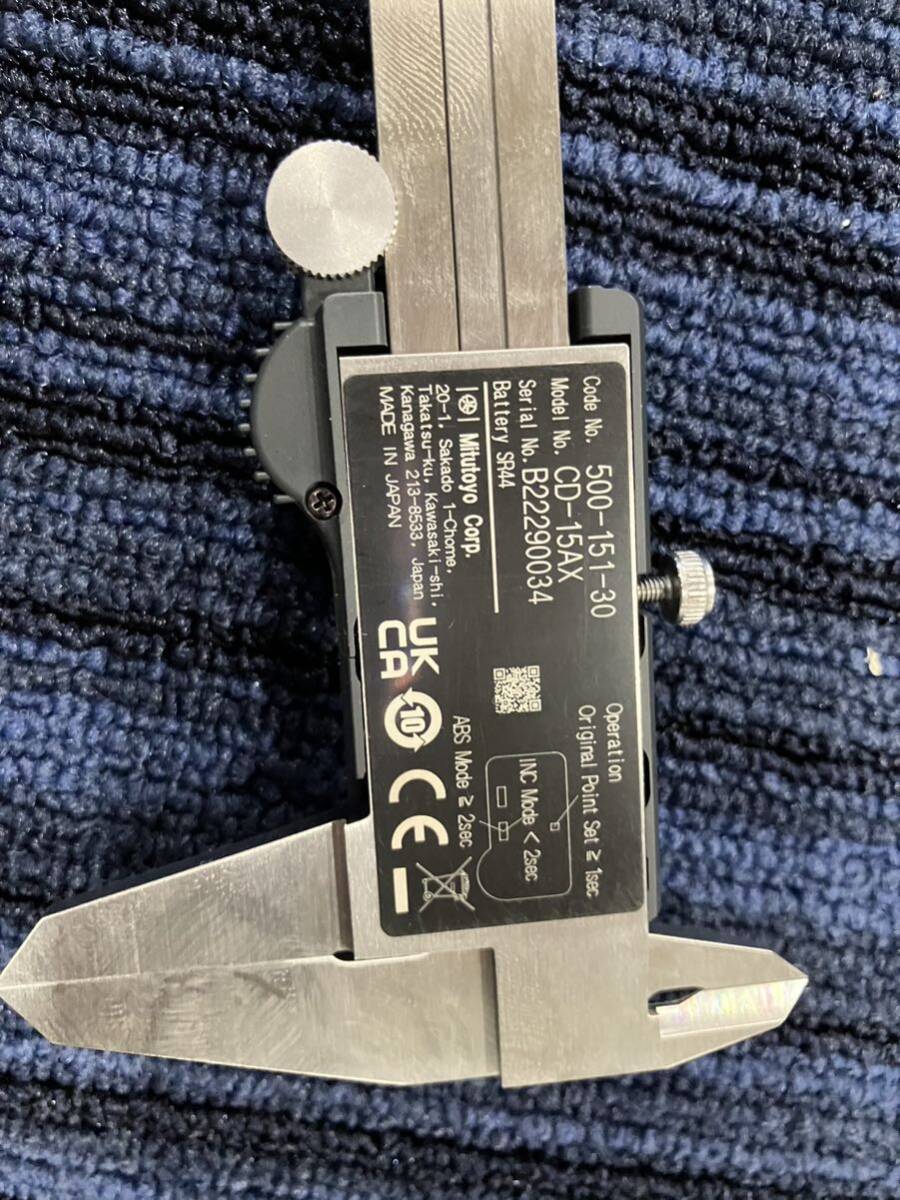 Code No. 500-151-30
Model No. CD-15AX
Serial No. B22290034
Battery SR44
Mitutoyo Corp.
20-1, Sakado 1-Chome,
Takatsu-ku, Kawasaki-shi,
Kanagawa 213-8533, Japan
MADE IN JAPAN
Operation
Original Point Set ≧ 1sec
INC Mode < 2sec
ABS Mode ≧ 2sec
UK
CA
10
CE